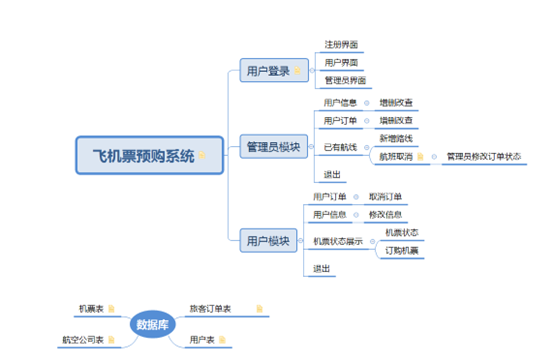 注册界面
用户登录
用户界面
管理员界面
用户信息 增删改查
用户订单 增删改查
新增路线
管理员模块
已有航线
飞机票预购系统
航班取消 管理员修改订单状态
退出
用户订单 取消订单
用户信息 修改信息
机票状态
用户模块
机票状态展示
订购机票
退出
机票表 旅客订单表
数据库
航空公司表 用户表